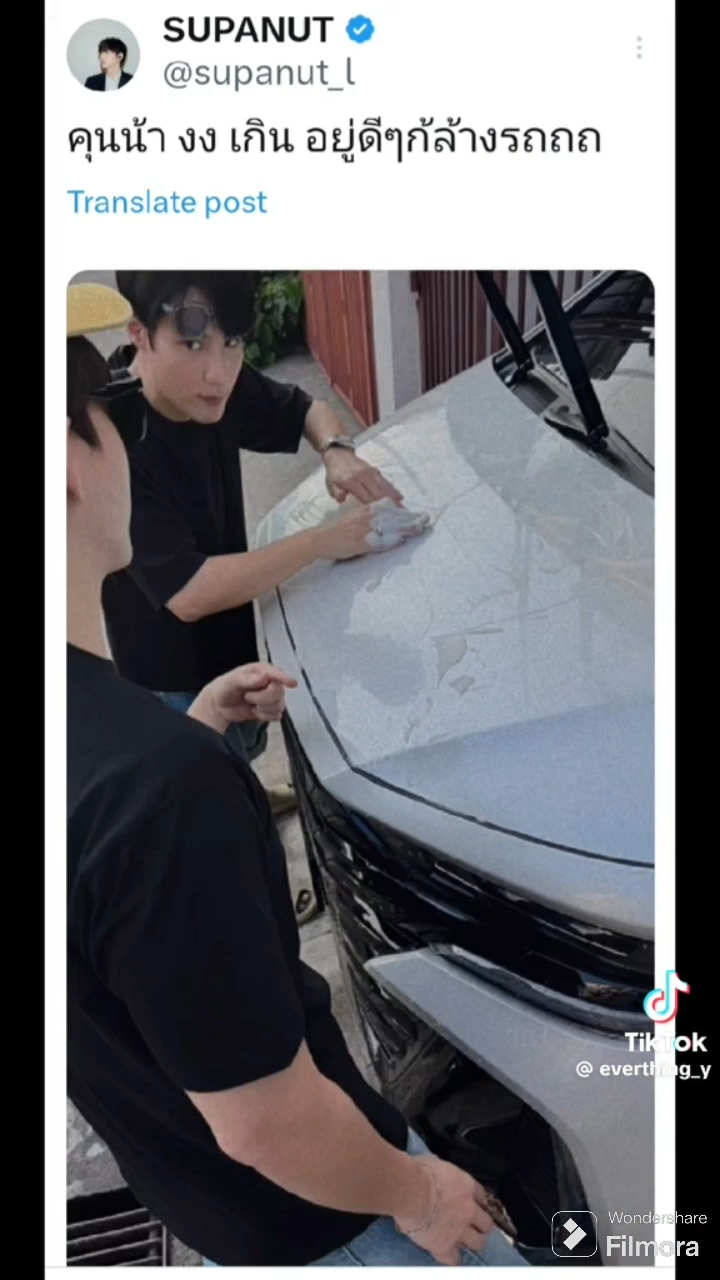 SUPANUT
@supanut_l
คุนน้า งง เกิน อยู่ดีๆก้ล้างรถถถ
Translate post
TikTok
@ everthing_y
Wondershare
Filmora